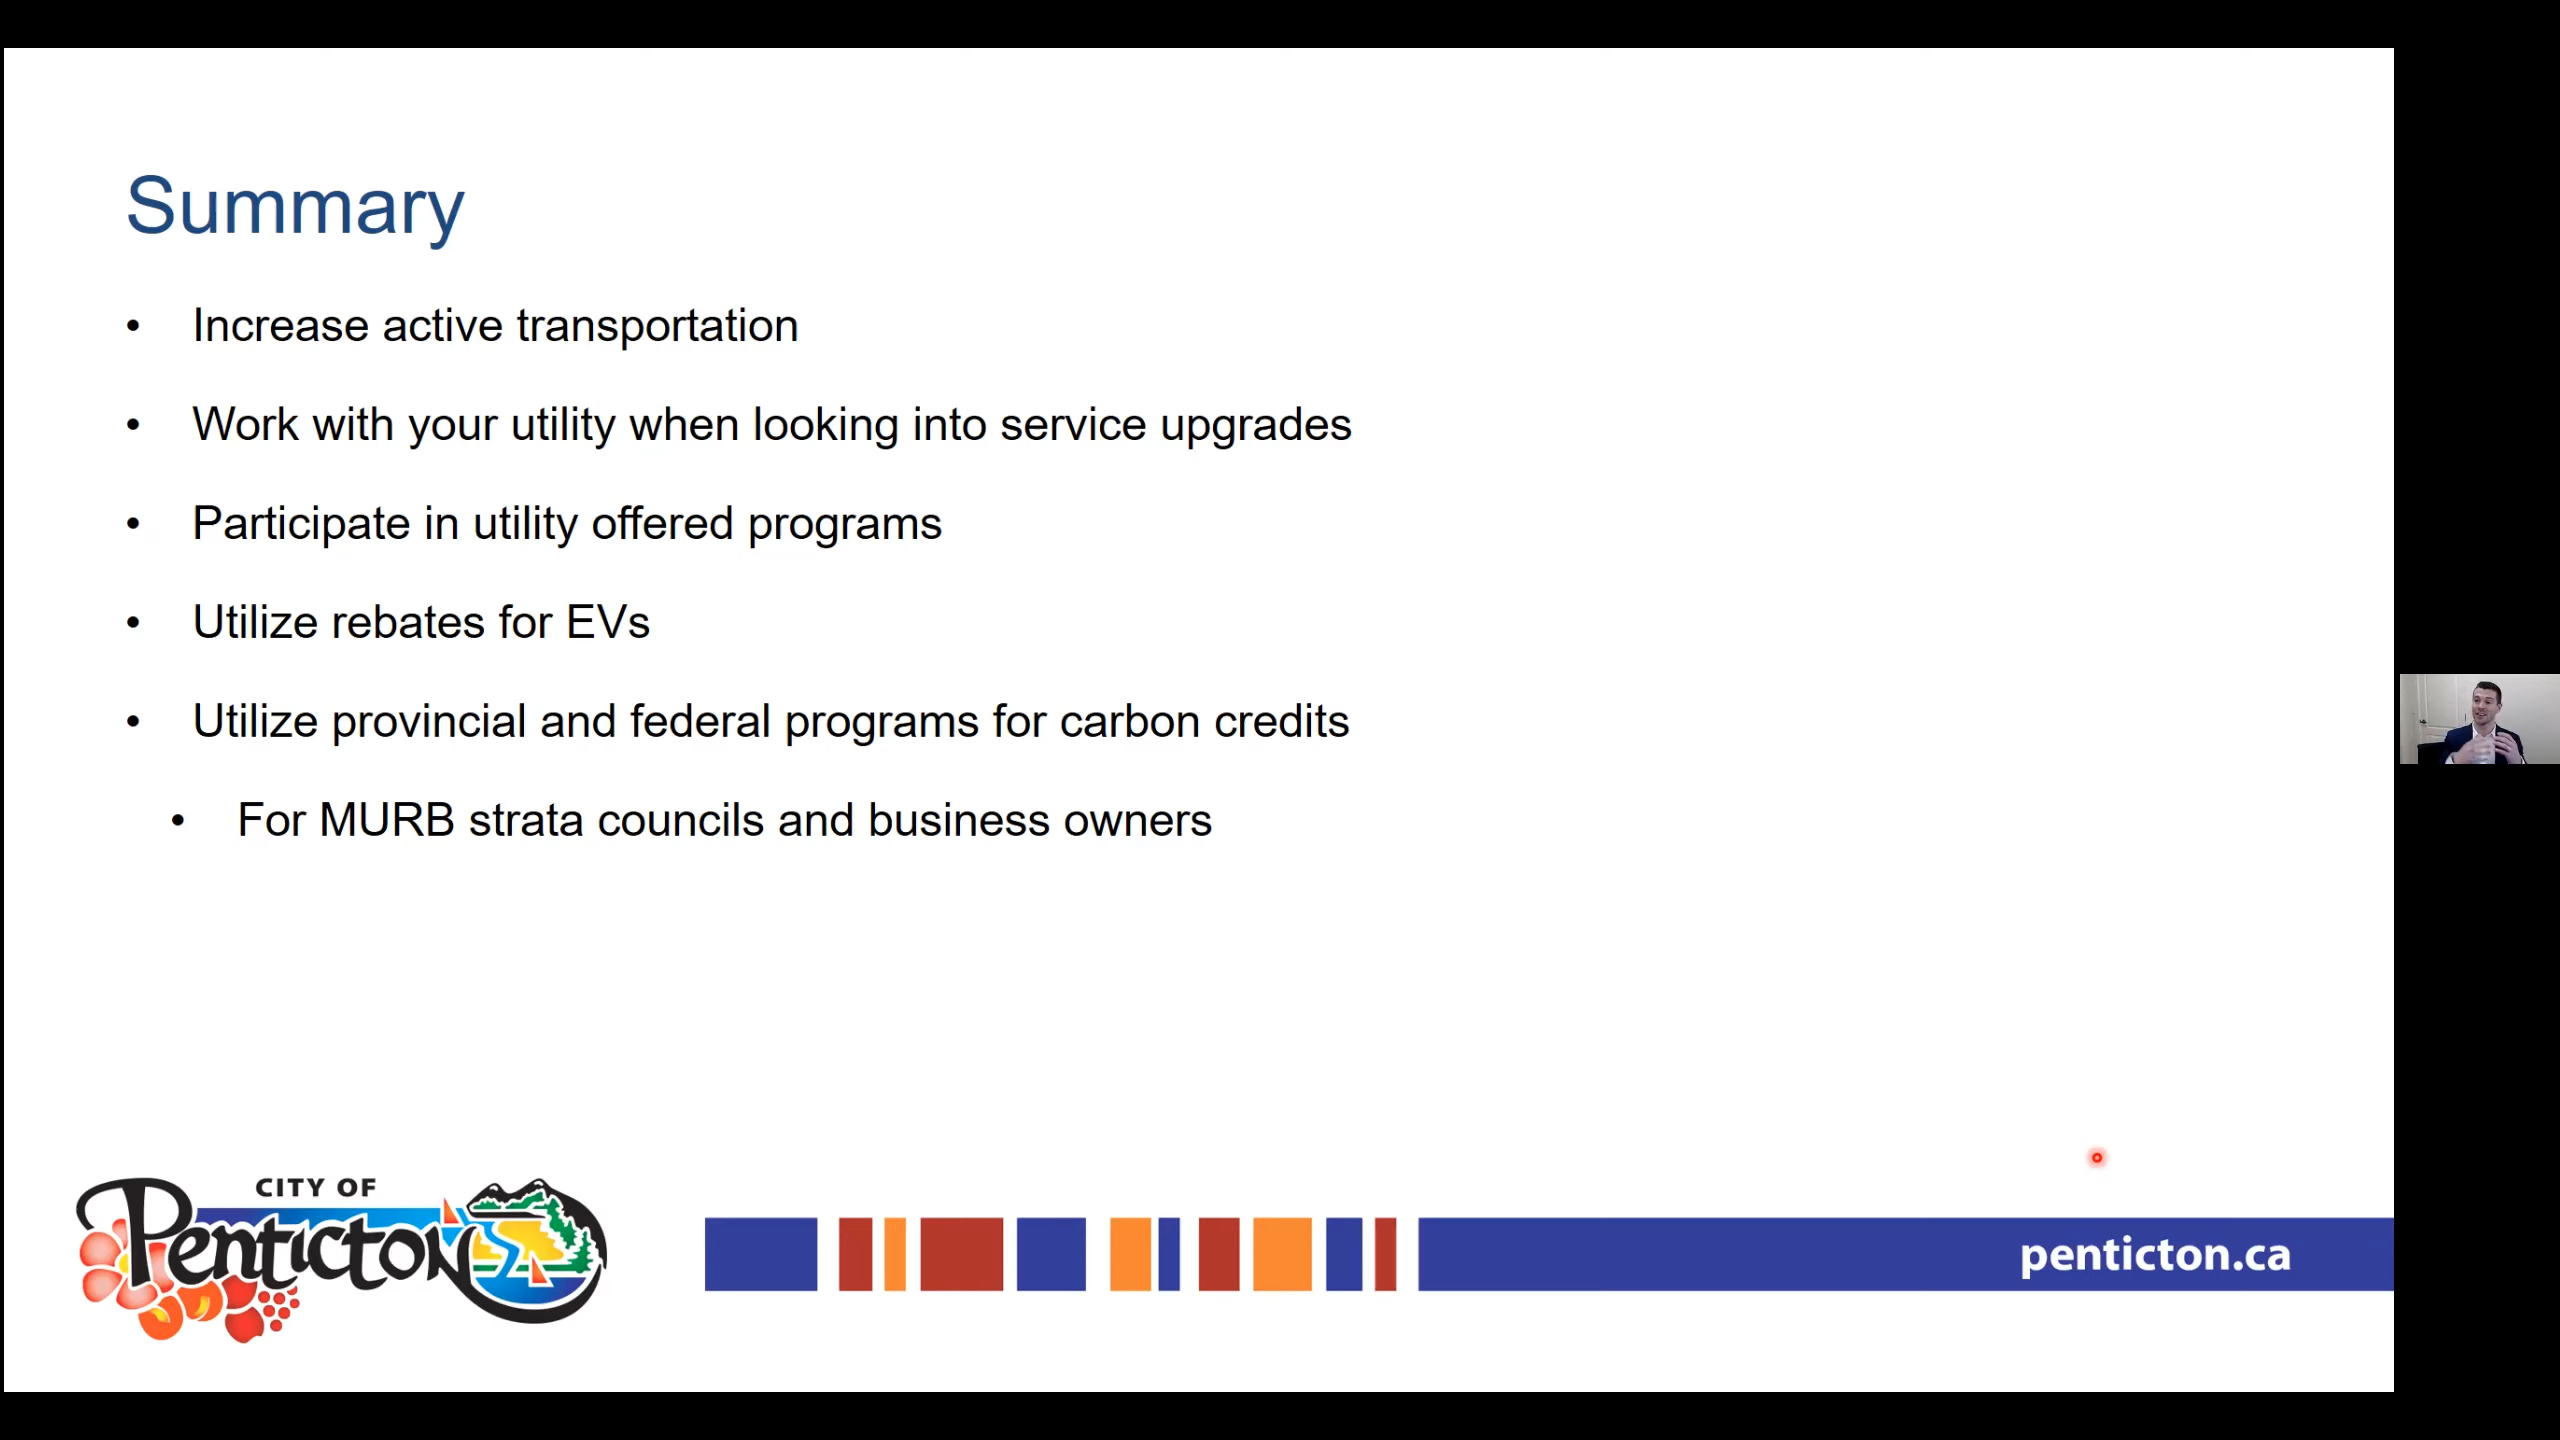 Summary
• Increase active transportation
• Work with your utility when looking into service upgrades
• Participate in utility offered programs
• Utilize rebates for EVs
• Utilize provincial and federal programs for carbon credits
• For MURB strata councils and business owners
CITY OF
Penticton
penticton.ca